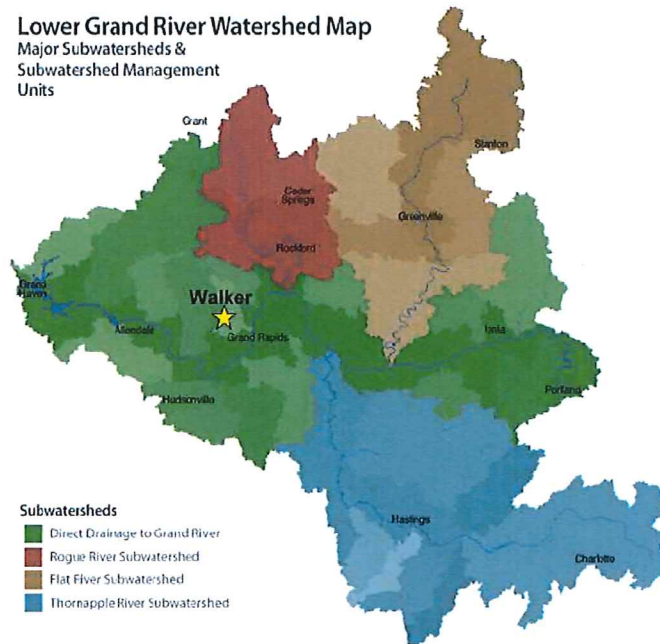 Lower Grand River Watershed Map
Major Subwatersheds &
Subwatershed Management
Units
Grant
Stanton
Cedar
Springs
Greenville
Rockford
Grand
Haven
Walker
Allendale
Grand Rapids
Ionia
Portland
Hudsonville
Hastings
Charlotte
Subwatersheds
Direct Drainage to Grand River
Rogue River Subwatershed
Flat River Subwatershed
Thornapple River Subwatershed